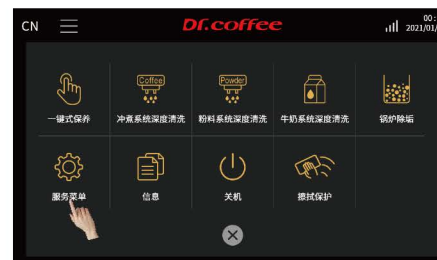 CN
Dr.coffee
00:
2021/01/
Coffee
Powder
一键式保养
冲煮系统深度清洗
粉料系统深度清洗
牛奶系统深度清洗
锅炉除垢
服务菜单
信息
关机
擦拭保护